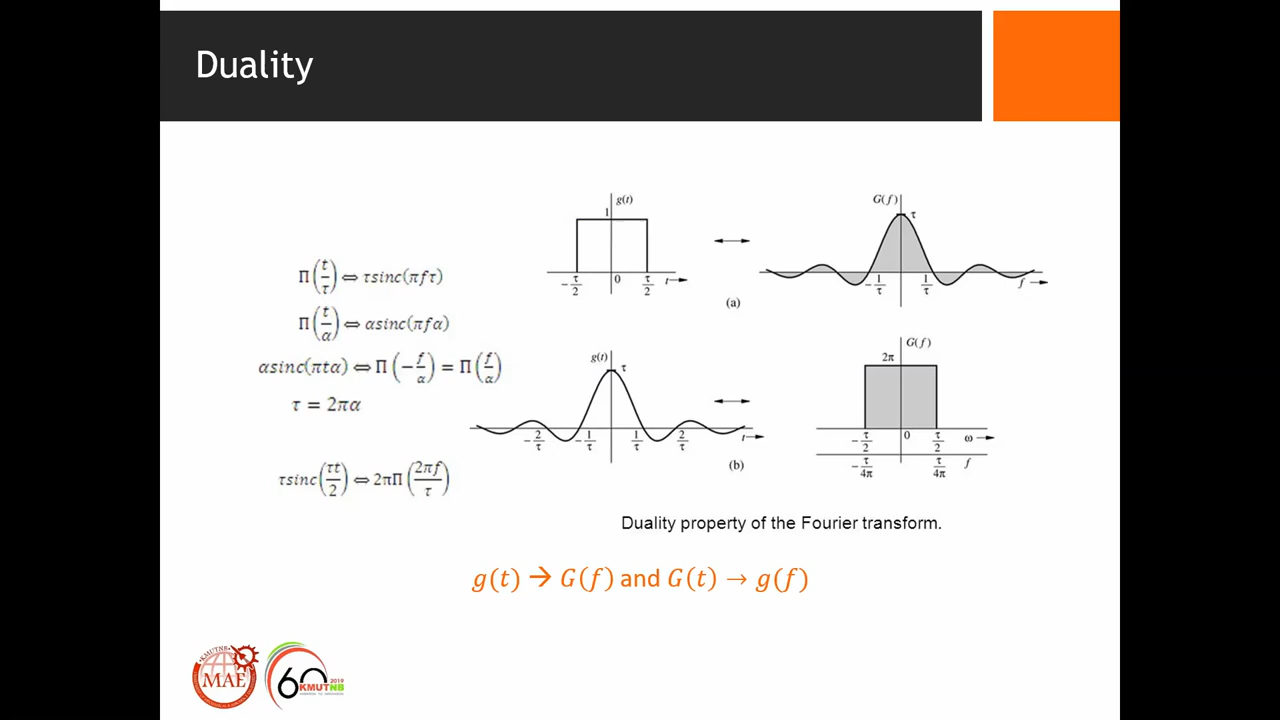 Duality
Π(t/τ) ⇔ τsinc(πfτ)
Π(t/α) ⇔ αsinc(πfα)
αsinc(πtα) ⇔ Π(−f/α) = Π(f/α)
τ = 2πα
τsinc(τt/2) ⇔ 2πΠ(2πf/τ)
g(t)
1
−τ/2 0 τ/2 t
G(f)
τ
−1/τ 1/τ f
(a)
g(t)
τ
−2/τ −1/τ 1/τ 2/τ t
G(f)
2π
−τ/2 0 τ/2 ω
−τ/4π τ/4π f
(b)
Duality property of the Fourier transform.
g(t) → G(f) and G(t) → g(f)
KMUTNB
MAE
60
2019
KMUTNB